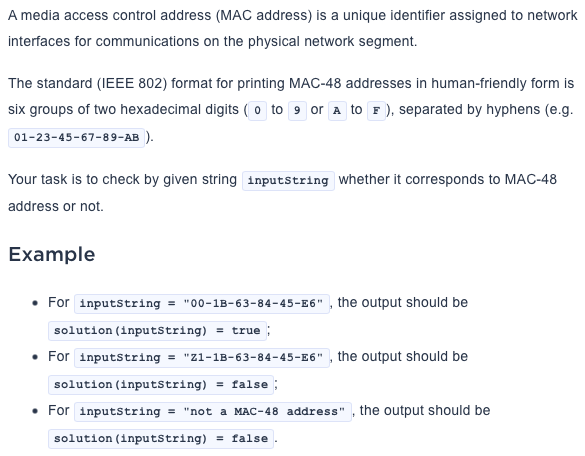 A media access control address (MAC address) is a unique identifier assigned to network
interfaces for communications on the physical network segment.
The standard (IEEE 802) format for printing MAC-48 addresses in human-friendly form is
six groups of two hexadecimal digits ( 0 to 9 or A to F ), separated by hyphens (e.g.
01-23-45-67-89-AB ).
Your task is to check by given string inputString whether it corresponds to MAC-48
address or not.
Example
• For inputString = "00-1B-63-84-45-E6" , the output should be
solution(inputString) = true ;
• For inputString = "Z1-1B-63-84-45-E6" , the output should be
solution(inputString) = false ;
• For inputString = "not a MAC-48 address" , the output should be
solution(inputString) = false .